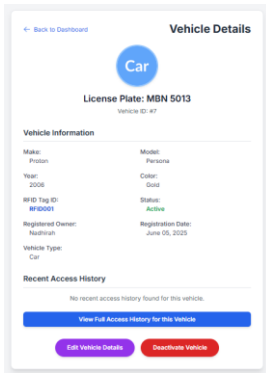 ← Back to Dashboard
Vehicle Details
Car
License Plate: MBN 5013
Vehicle ID: #7
Vehicle Information
Make: Model:
Proton Persona
Year: Color:
2006 Gold
RFID Tag ID: Status:
RFID001 Active
Registered Owner: Registration Date:
Nadhirah June 05, 2025
Vehicle Type:
Car
Recent Access History
No recent access history found for this vehicle.
View Full Access History for this Vehicle
Edit Vehicle Details Deactivate Vehicle